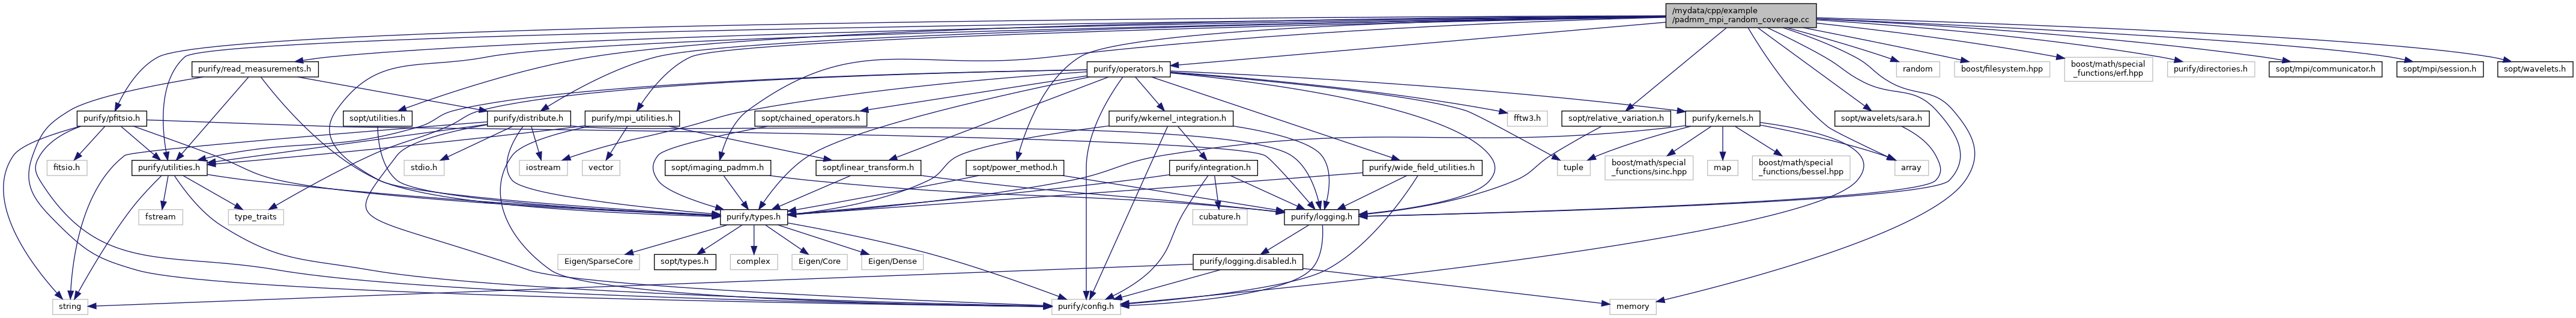 /mydata/cpp/example
/padmm_mpi_random_coverage.cc
purify/read_measurements.h
purify/operators.h
random
boost/filesystem.hpp
boost/math/special
_functions/erf.hpp
purify/directories.h
sopt/mpi/communicator.h
sopt/mpi/session.h
sopt/wavelets.h
purify/pfitsio.h
sopt/utilities.h
purify/distribute.h
purify/mpi_utilities.h
sopt/chained_operators.h
purify/wkernel_integration.h
fftw3.h
sopt/relative_variation.h
purify/kernels.h
sopt/wavelets/sara.h
fitsio.h
purify/utilities.h
stdio.h
iostream
vector
sopt/imaging_padmm.h
sopt/linear_transform.h
sopt/power_method.h
purify/integration.h
purify/wide_field_utilities.h
tuple
boost/math/special
_functions/sinc.hpp
map
boost/math/special
_functions/bessel.hpp
array
fstream
type_traits
purify/types.h
cubature.h
purify/logging.h
Eigen/SparseCore
sopt/types.h
complex
Eigen/Core
Eigen/Dense
purify/logging.disabled.h
string
purify/config.h
memory